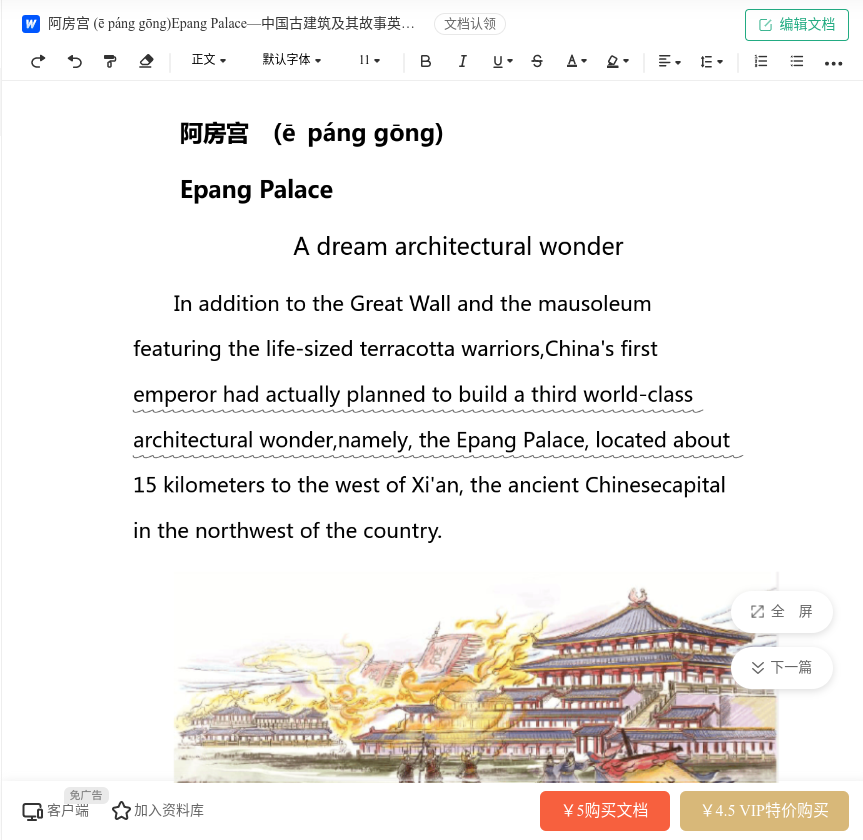 阿房宫 (ē páng gōng)Epang Palace—中国古建筑及其故事英… 文档认领 编辑文档
正文 默认字体 11 B I U S A
阿房宫 (ē páng gōng)
Epang Palace
A dream architectural wonder
In addition to the Great Wall and the mausoleum
featuring the life-sized terracotta warriors,China's first
emperor had actually planned to build a third world-class
architectural wonder,namely, the Epang Palace, located about
15 kilometers to the west of Xi'an, the ancient Chinesecapital
in the northwest of the country.
全 屏
下一篇
免广告
客户端 加入资料库 ￥5购买文档 ￥4.5 VIP特价购买